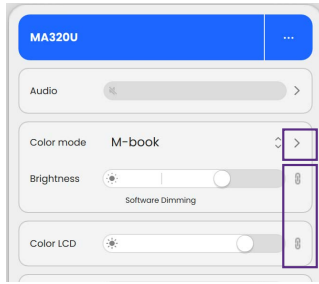 MA320U
...
Audio
Color mode M-book
Brightness
Software Dimming
Color LCD